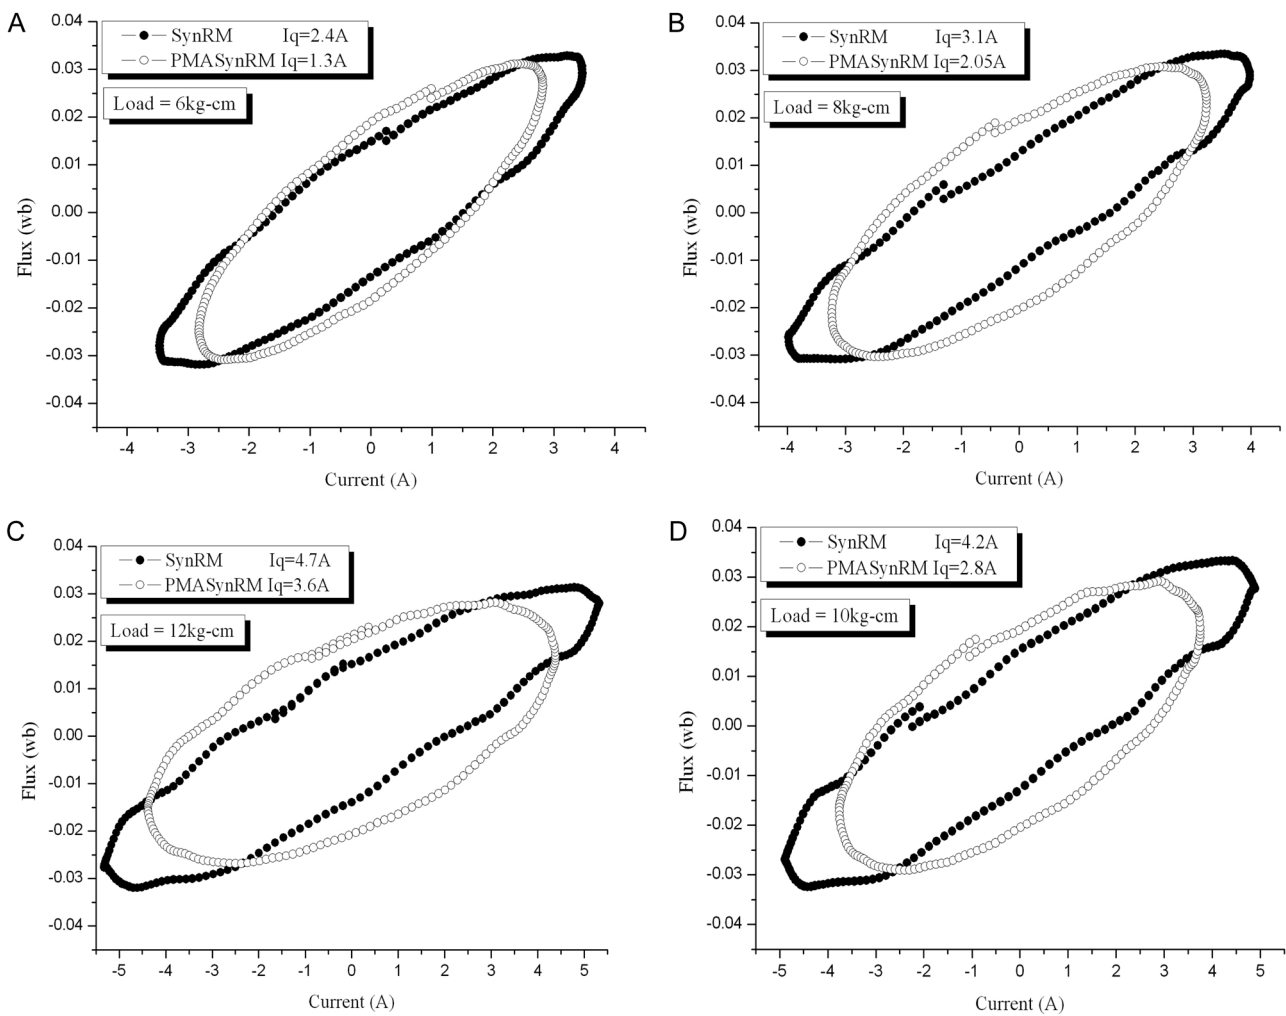 A
SynRM Iq=2.4A
PMASynRM Iq=1.3A
Load = 6kg-cm
0.04
0.03
0.02
0.01
0.00
-0.01
-0.02
-0.03
-0.04
Flux (wb)
-4 -3 -2 -1 0 1 2 3 4
Current (A)
B
SynRM Iq=3.1A
PMASynRM Iq=2.05A
Load = 8kg-cm
0.04
0.03
0.02
0.01
0.00
-0.01
-0.02
-0.03
-0.04
Flux (wb)
-4 -3 -2 -1 0 1 2 3 4
Current (A)
C
SynRM Iq=4.7A
PMASynRM Iq=3.6A
Load = 12kg-cm
0.04
0.03
0.02
0.01
0.00
-0.01
-0.02
-0.03
-0.04
Flux (wb)
-5 -4 -3 -2 -1 0 1 2 3 4 5
Current (A)
D
SynRM Iq=4.2A
PMASynRM Iq=2.8A
Load = 10kg-cm
0.04
0.03
0.02
0.01
0.00
-0.01
-0.02
-0.03
-0.04
Flux (wb)
-5 -4 -3 -2 -1 0 1 2 3 4 5
Current (A)